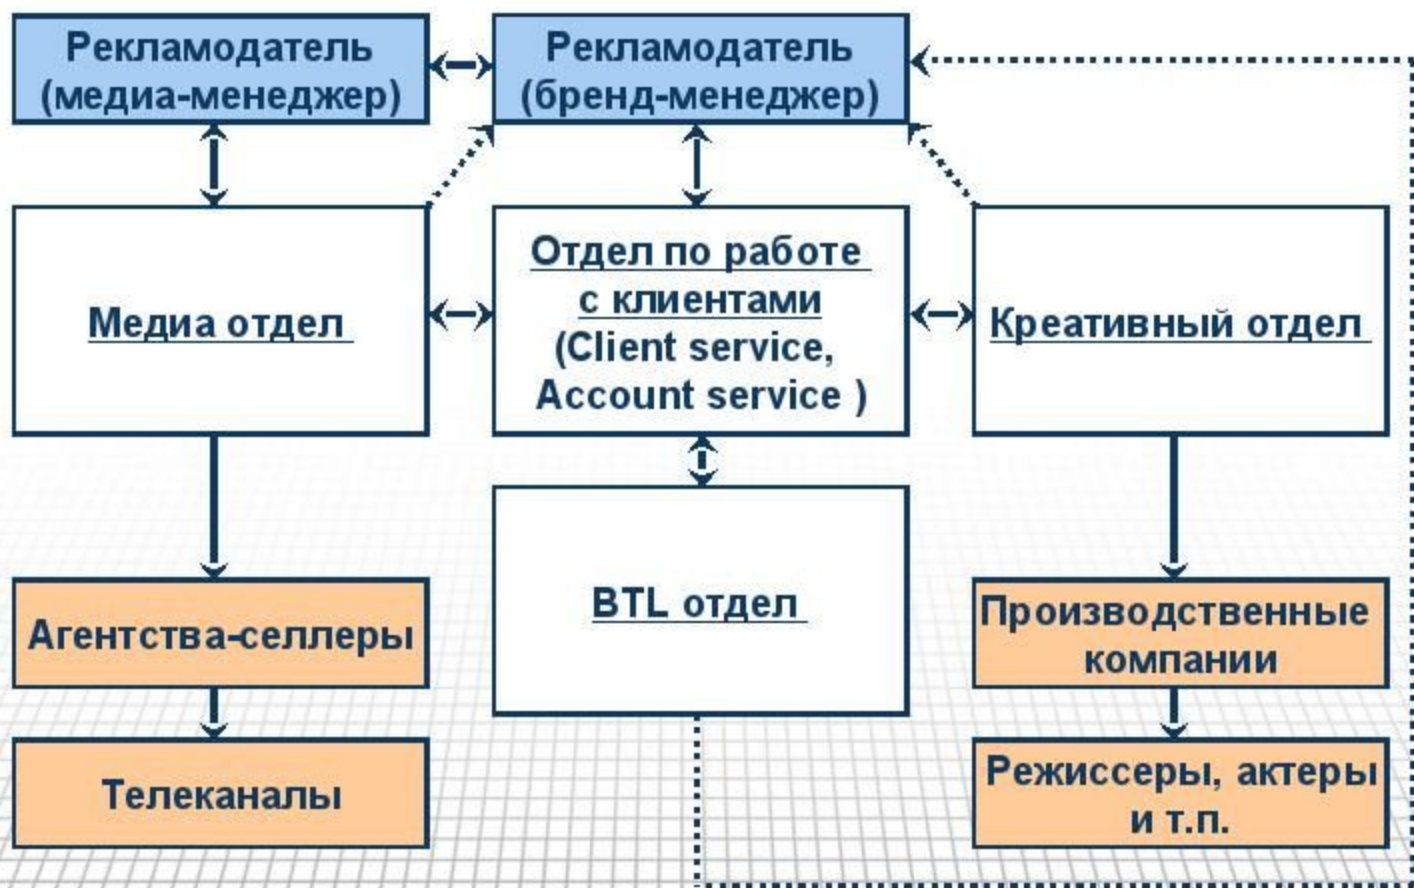 Рекламодатель
(медиа-менеджер)
Рекламодатель
(бренд-менеджер)
Медиа отдел
Отдел по работе
с клиентами
(Client service,
Account service )
Креативный отдел
BTL отдел
Агентства-селлеры
Производственные
компании
Телеканалы
Режиссеры, актеры
и т.п.